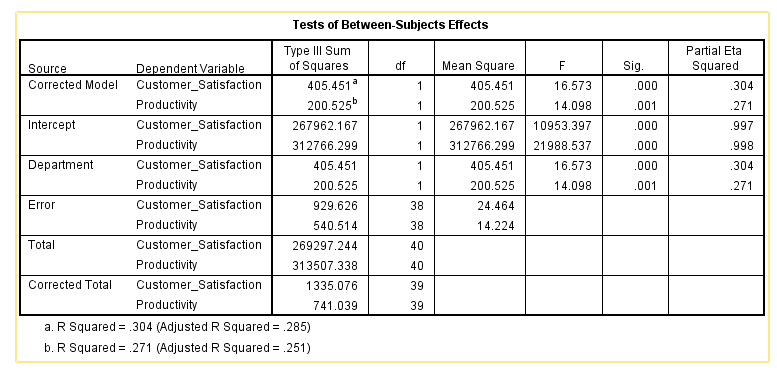 Tests of Between-Subjects Effects
Source Dependent Variable Type III Sum of Squares df Mean Square F Sig. Partial Eta Squared
Corrected Model Customer_Satisfaction 405.451a 1 405.451 16.573 .000 .304
Productivity 200.525b 1 200.525 14.098 .001 .271
Intercept Customer_Satisfaction 267962.167 1 267962.167 10953.397 .000 .997
Productivity 312766.299 1 312766.299 21988.537 .000 .998
Department Customer_Satisfaction 405.451 1 405.451 16.573 .000 .304
Productivity 200.525 1 200.525 14.098 .001 .271
Error Customer_Satisfaction 929.626 38 24.464
Productivity 540.514 38 14.224
Total Customer_Satisfaction 269297.244 40
Productivity 313507.338 40
Corrected Total Customer_Satisfaction 1335.076 39
Productivity 741.039 39
a. R Squared = .304 (Adjusted R Squared = .285)
b. R Squared = .271 (Adjusted R Squared = .251)